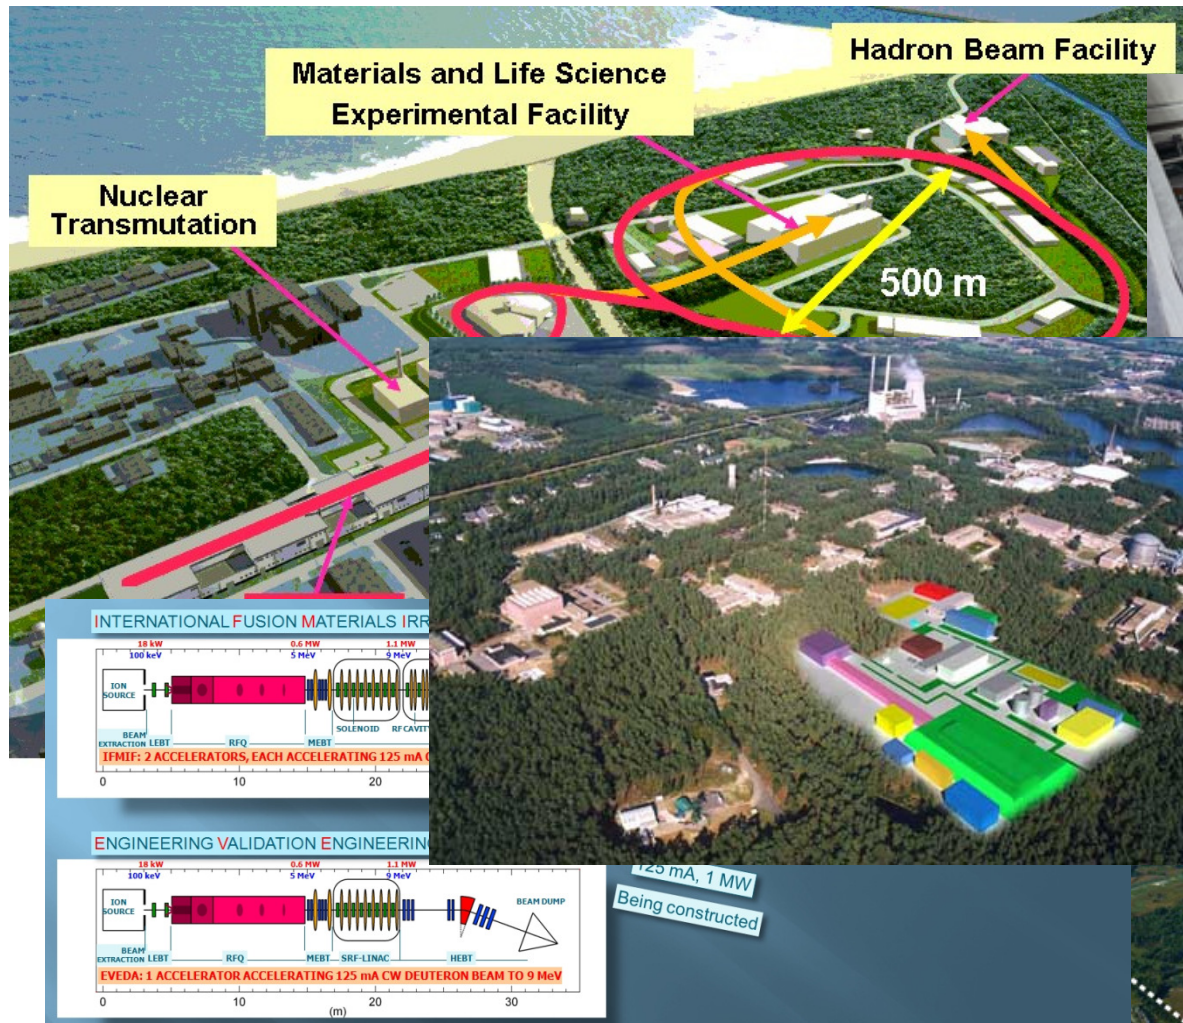 Hadron Beam Facility
Materials and Life Science
Experimental Facility
Nuclear
Transmutation
500 m
INTERNATIONAL FUSION MATERIALS
18 kW 0.6 MW 1.1 MW
100 keV 5 MeV 9 MeV
ION
SOURCE
SOLENOID RF CAVITY
BEAM
EXTRACTION LEBT RFQ MEBT
IFMIF: 2 ACCELERATORS, EACH ACCELERATING 125 mA
0 10 20
ENGINEERING VALIDATION ENGINEERING
18 kW 0.6 MW 1.1 MW
100 keV 5 MeV 9 MeV
ION
SOURCE
BEAM DUMP
BEAM
EXTRACTION LEBT RFQ MEBT SRF-LINAC HEBT
EVEDA: 1 ACCELERATOR ACCELERATING 125 mA CW DEUTERON BEAM TO 9 MeV
0 10 20 30
(m)
125 mA, 1 MW
Being constructed